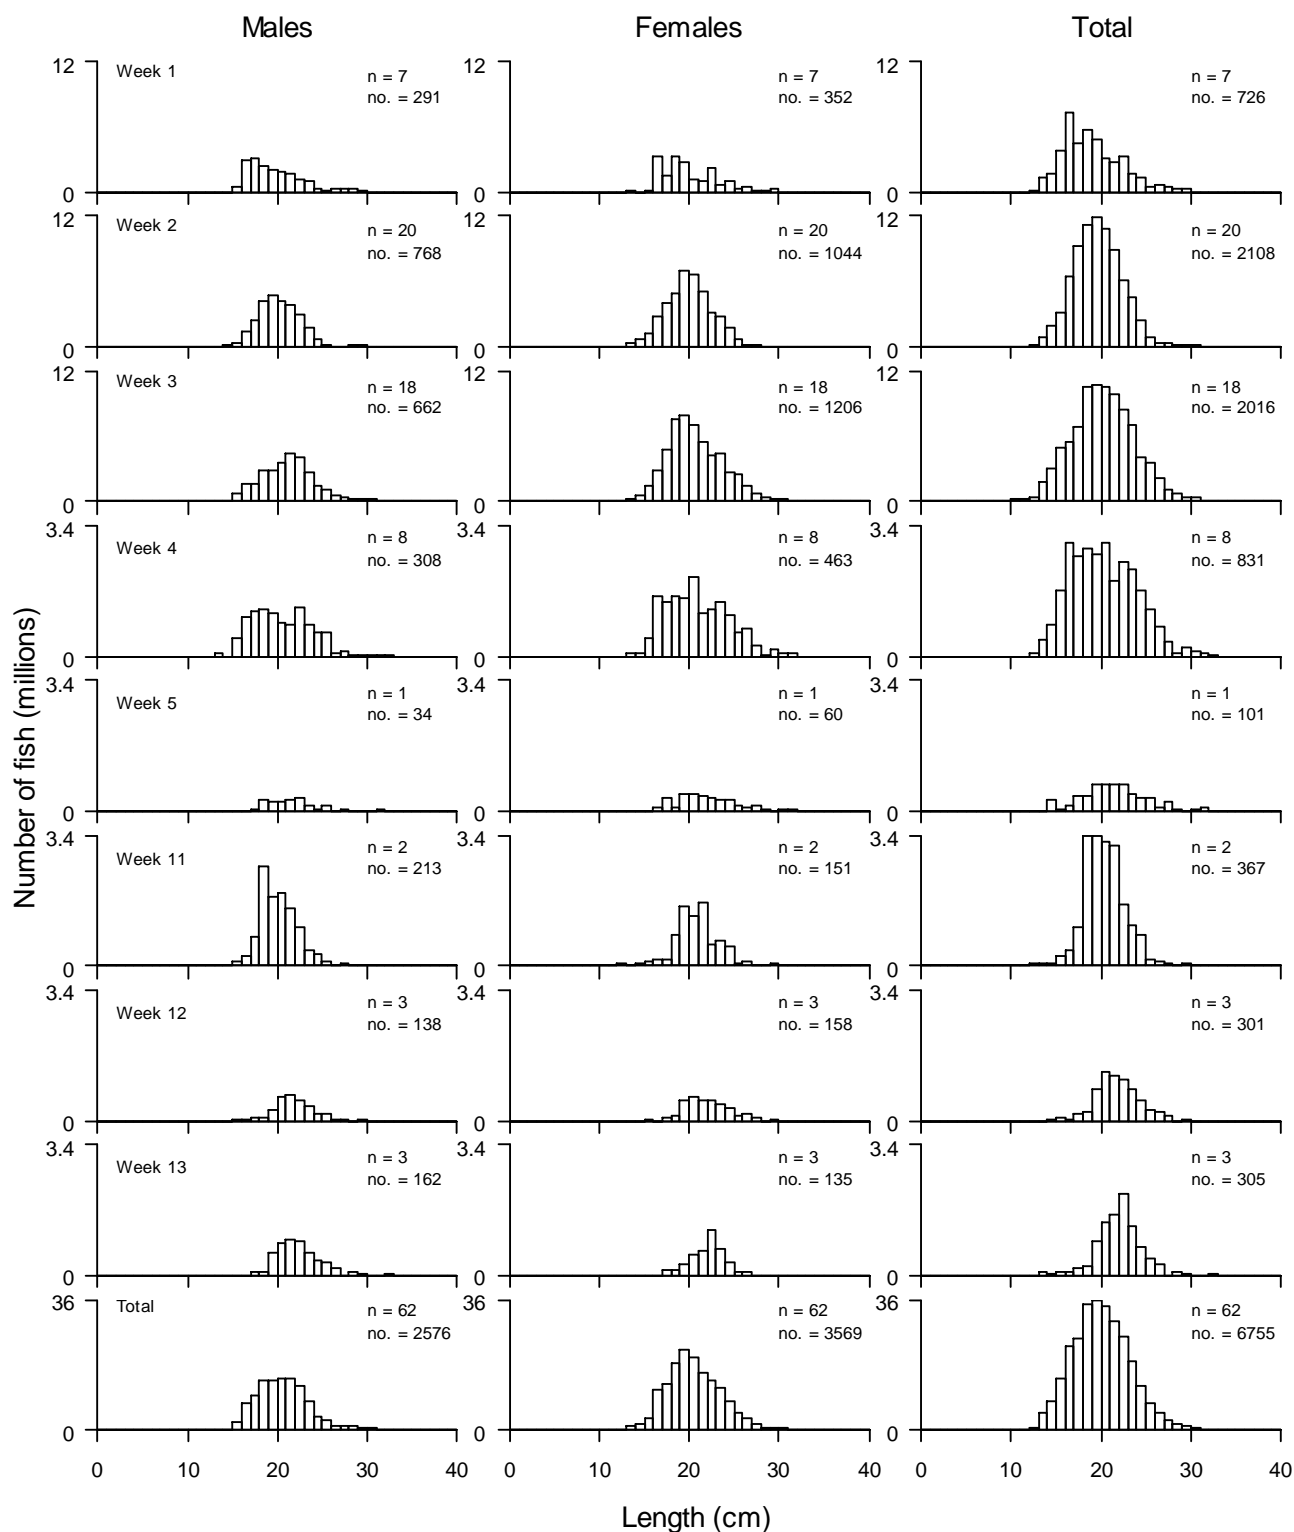 Males Females Total
12 Week 1 n = 7 12 n = 7 12 n = 7
no. = 291 no. = 352 no. = 726
0 0 0
12 Week 2 n = 20 12 n = 20 12 n = 20
no. = 768 no. = 1044 no. = 2108
0 0 0
12 Week 3 n = 18 12 n = 18 12 n = 18
no. = 662 no. = 1206 no. = 2016
0 0 0
3.4 Week 4 n = 8 3.4 n = 8 3.4 n = 8
no. = 308 no. = 463 no. = 831
0 0 0
3.4 Week 5 n = 1 3.4 n = 1 3.4 n = 1
no. = 34 no. = 60 no. = 101
0 0 0
3.4 Week 11 n = 2 3.4 n = 2 3.4 n = 2
no. = 213 no. = 151 no. = 367
0 0 0
3.4 Week 12 n = 3 3.4 n = 3 3.4 n = 3
no. = 138 no. = 158 no. = 301
0 0 0
3.4 Week 13 n = 3 3.4 n = 3 3.4 n = 3
no. = 162 no. = 135 no. = 305
0 0 0
36 Total n = 62 36 n = 62 36 n = 62
no. = 2576 no. = 3569 no. = 6755
0 0 0
0 10 20 30 40 0 10 20 30 40 0 10 20 30 40
Length (cm)
Number of fish (millions)